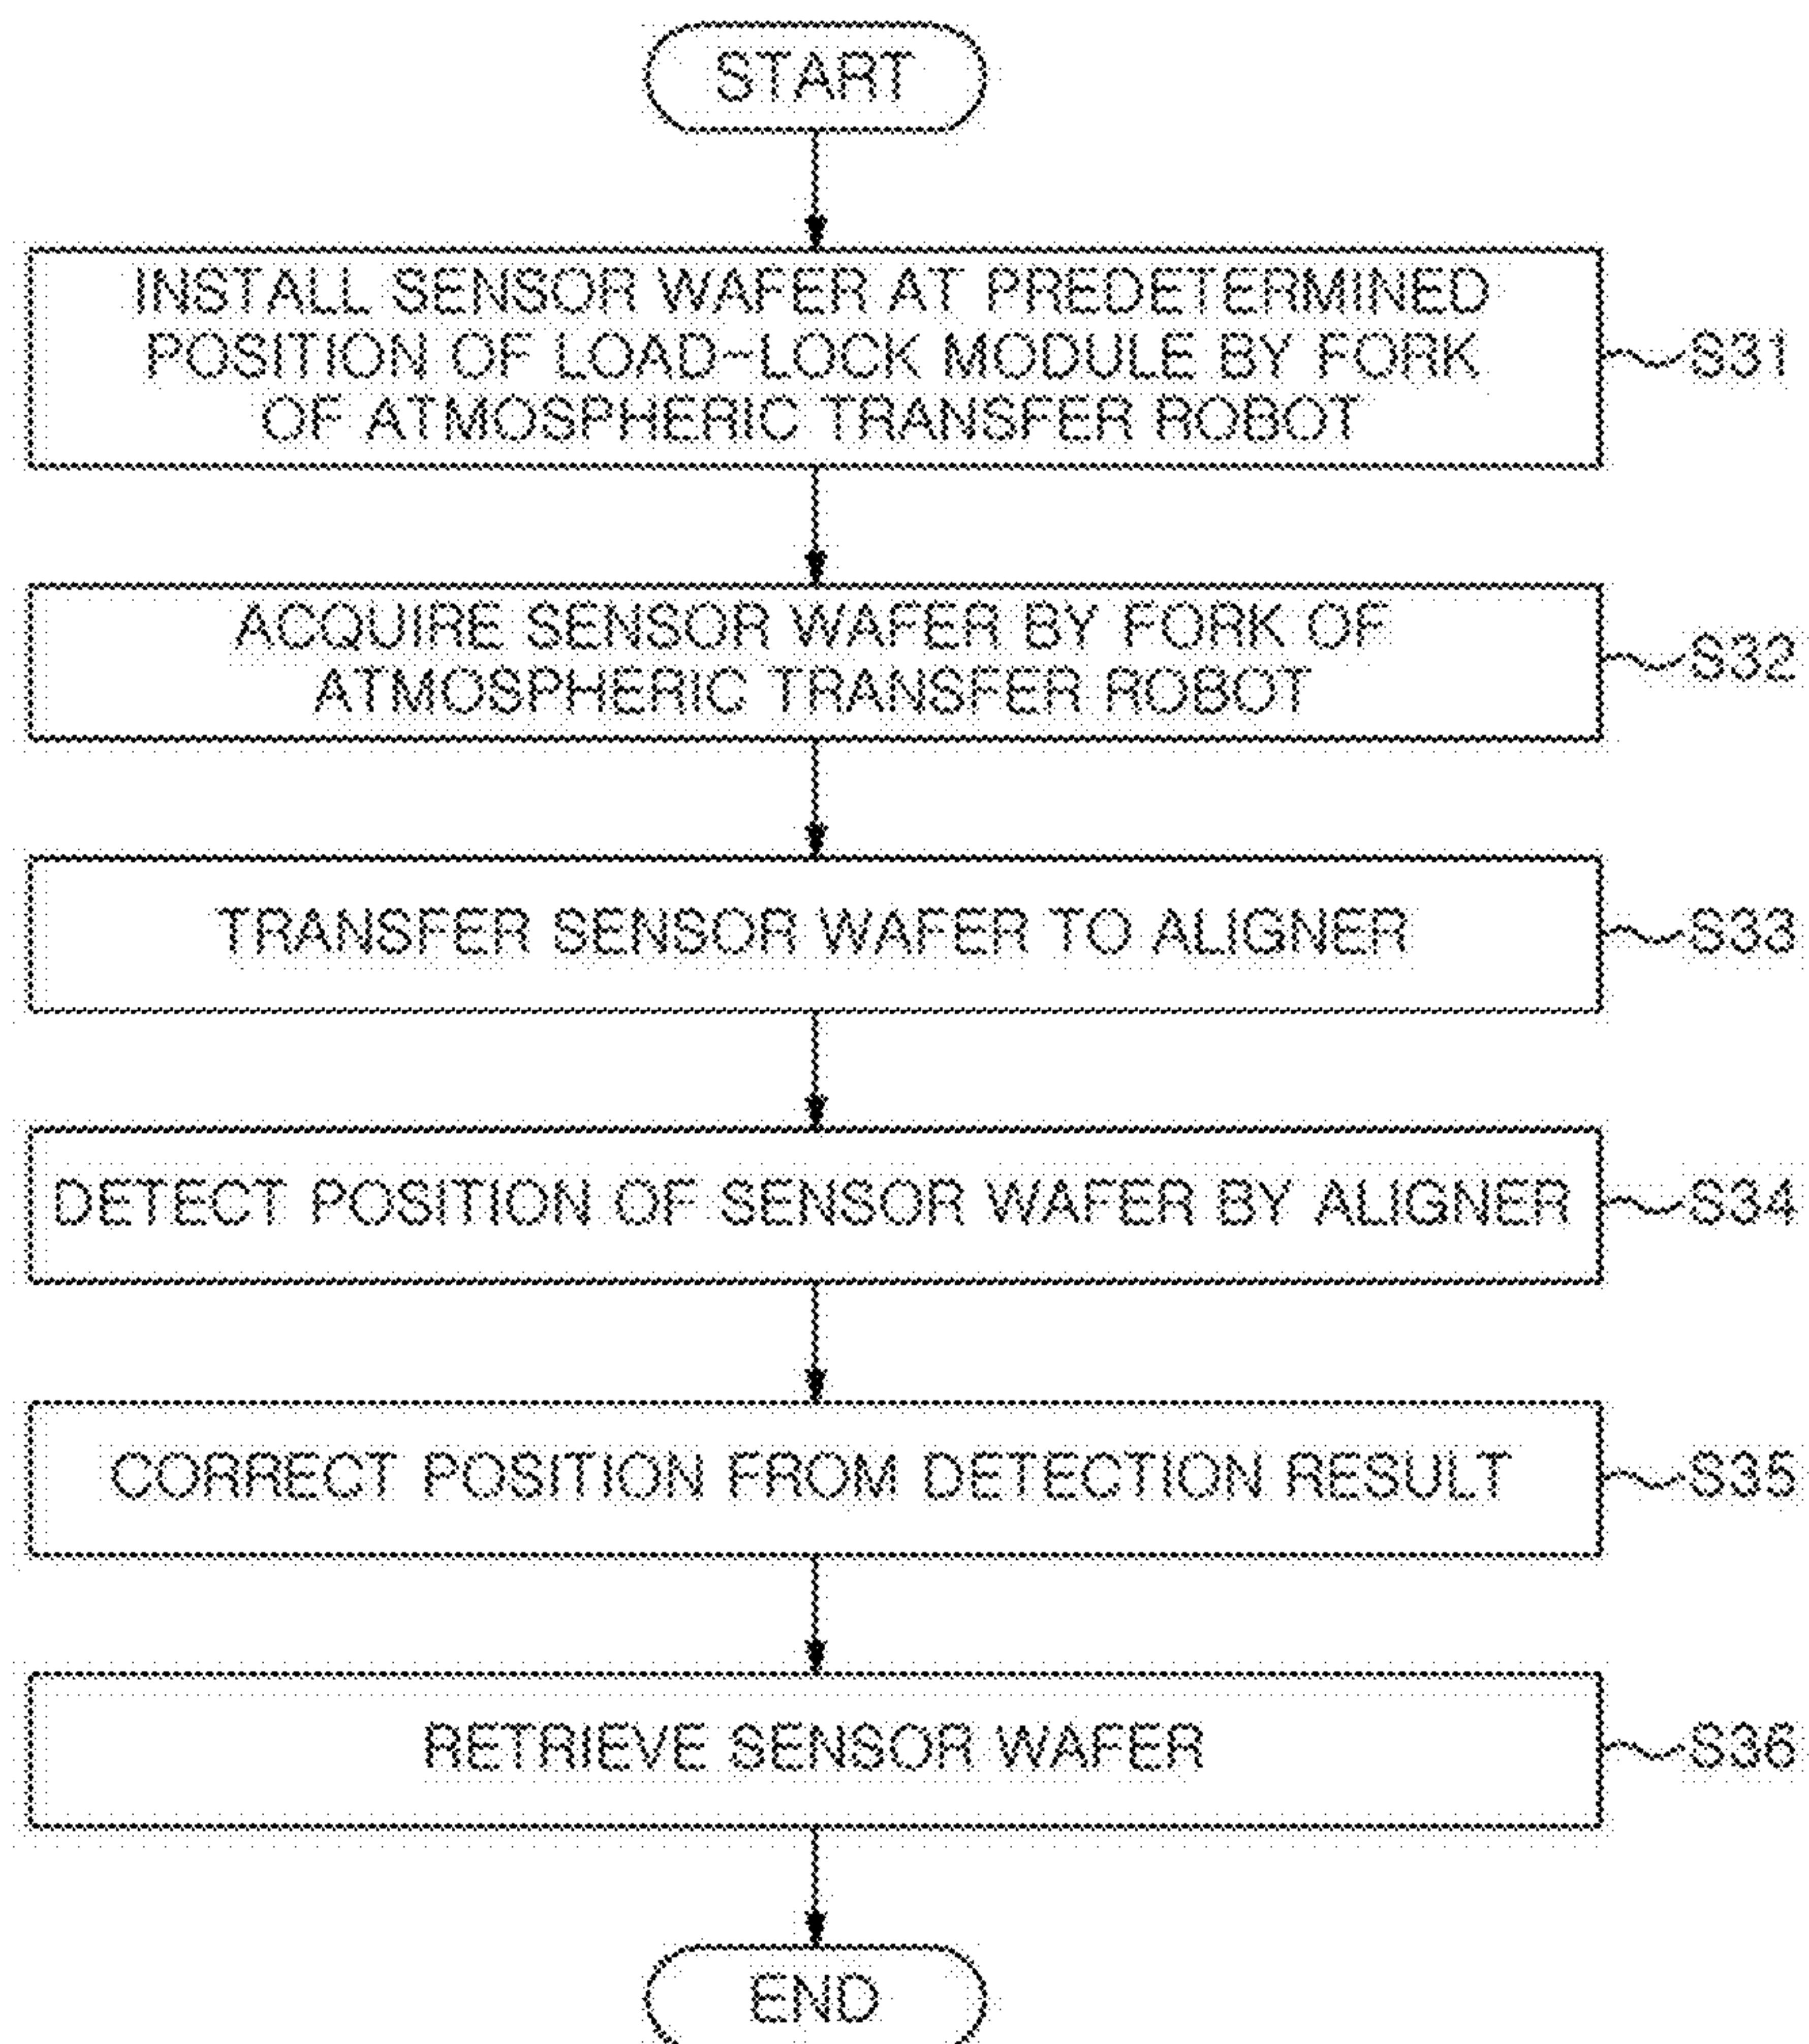 START
INSTALL SENSOR WAFER AT PREDETERMINED
POSITION OF LOAD-LOCK MODULE BY FORK
OF ATMOSPHERIC TRANSFER ROBOT
S31
ACQUIRE SENSOR WAFER BY FORK OF
ATMOSPHERIC TRANSFER ROBOT
S32
TRANSFER SENSOR WAFER TO ALIGNER
S33
DETECT POSITION OF SENSOR WAFER BY ALIGNER
S34
CORRECT POSITION FROM DETECTION RESULT
S35
RETRIEVE SENSOR WAFER
S36
END